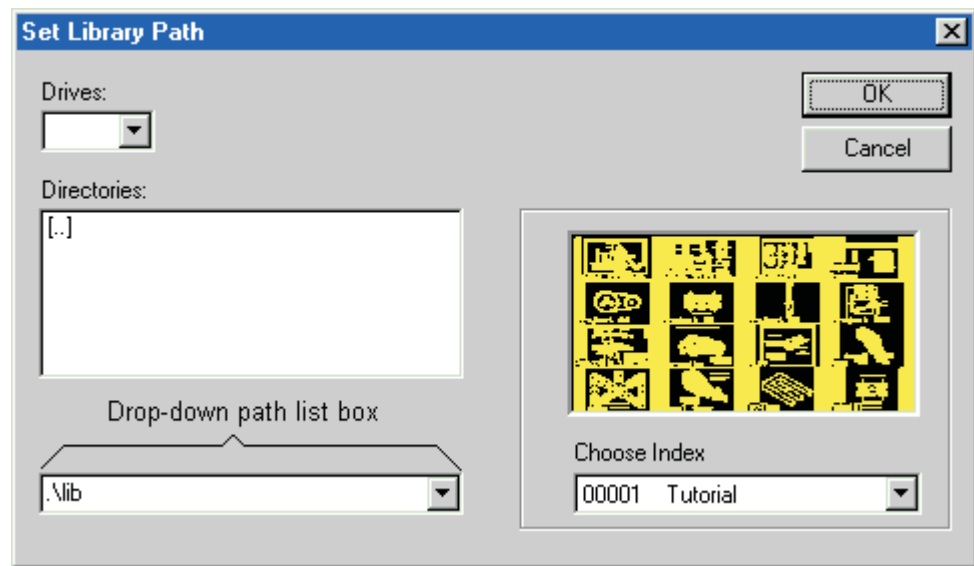 Set Library Path
Drives:
OK
Cancel
Directories:
[..]
Drop-down path list box
.\lib
Choose Index
00001 Tutorial